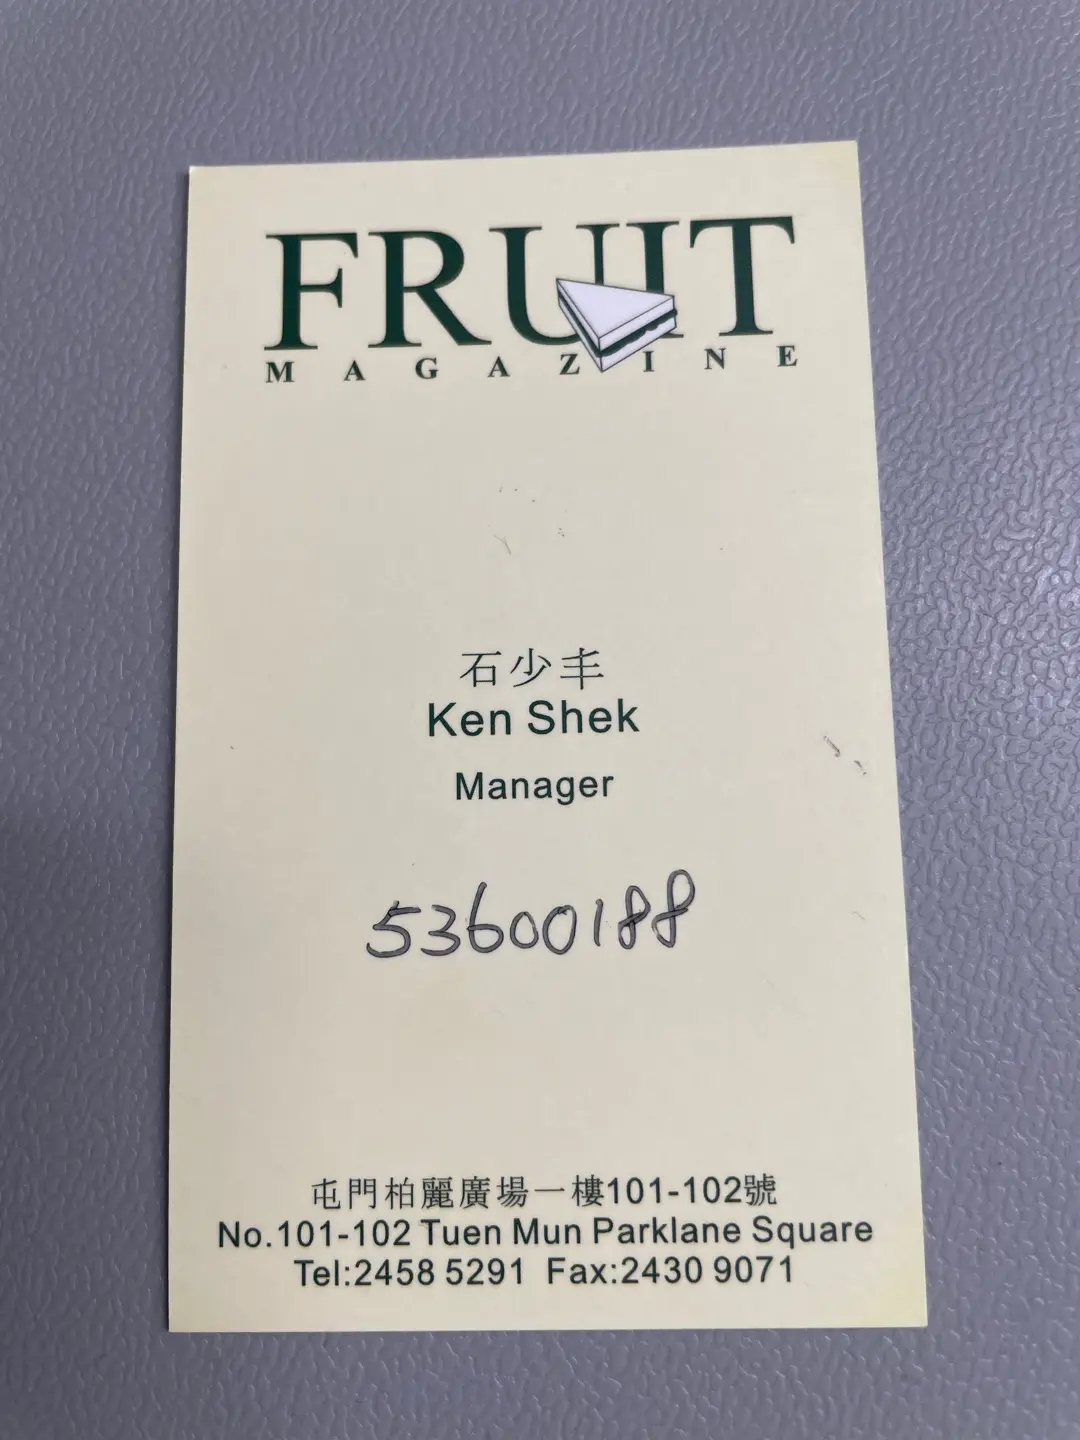 FRUIT
MAGAZINE
石少丰
Ken Shek
Manager
53600188
屯門柏麗廣場一樓101-102號
No.101-102 Tuen Mun Parklane Square
Tel:2458 5291 Fax:2430 9071